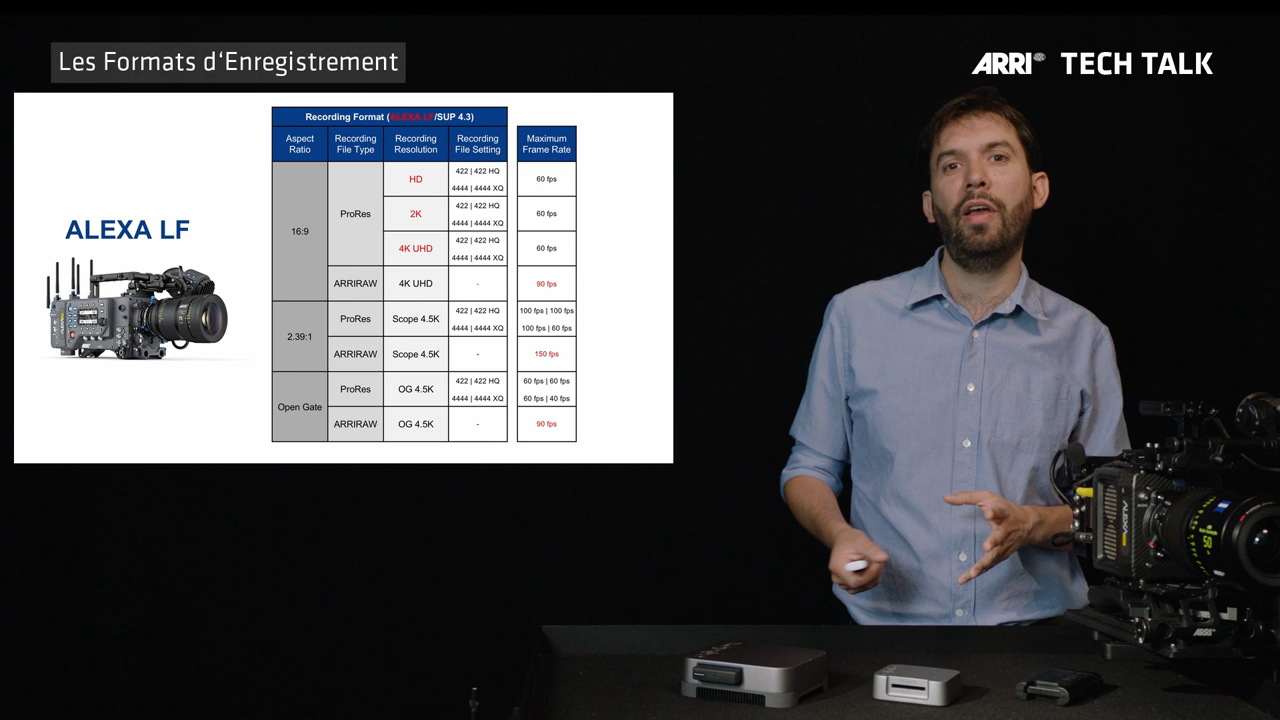 Les Formats d‘Enregistrement
ARRI TECH TALK
ALEXA LF
Recording Format (ALEXA LF/SUP 4.3)
Aspect Ratio
Recording File Type
Recording Resolution
Recording File Setting
Maximum Frame Rate
16:9
ProRes
HD
422 | 422 HQ
4444 | 4444 XQ
60 fps
2K
422 | 422 HQ
4444 | 4444 XQ
60 fps
4K UHD
422 | 422 HQ
4444 | 4444 XQ
60 fps
ARRIRAW
4K UHD
-
90 fps
2.39:1
ProRes
Scope 4.5K
422 | 422 HQ
4444 | 4444 XQ
100 fps | 100 fps
100 fps | 60 fps
ARRIRAW
Scope 4.5K
-
150 fps
Open Gate
ProRes
OG 4.5K
422 | 422 HQ
4444 | 4444 XQ
60 fps | 60 fps
60 fps | 40 fps
ARRIRAW
OG 4.5K
-
90 fps
ALEXA
50
ARRI